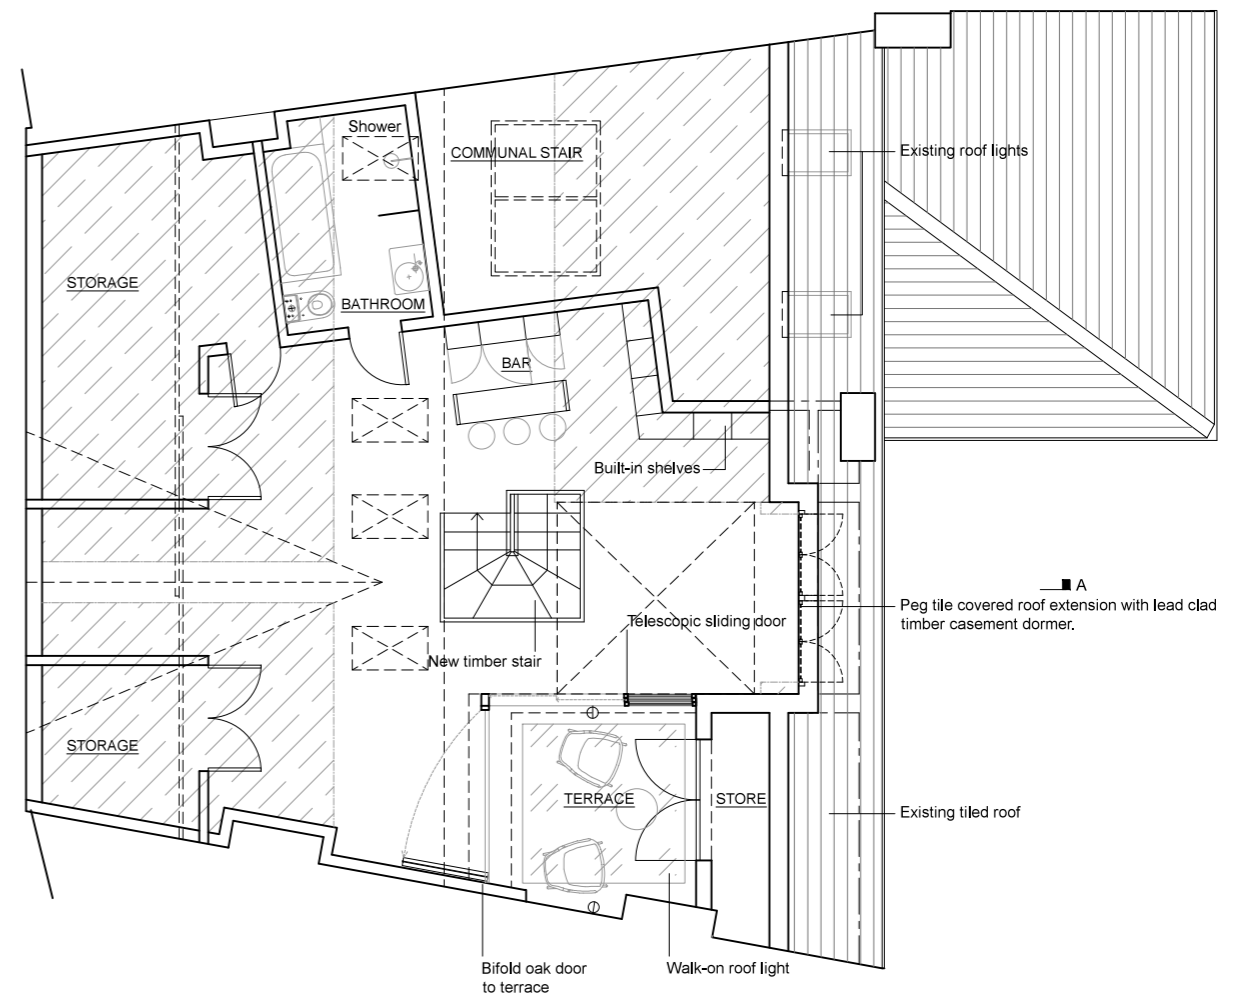 Shower
COMMUNAL STAIR
Existing roof lights
STORAGE
BATHROOM
BAR
Built-in shelves
A
Peg tile covered roof extension with lead clad
timber casement dormer.
Telescopic sliding door
New timber stair
STORAGE
TERRACE
STORE
Existing tiled roof
Bifold oak door
to terrace
Walk-on roof light